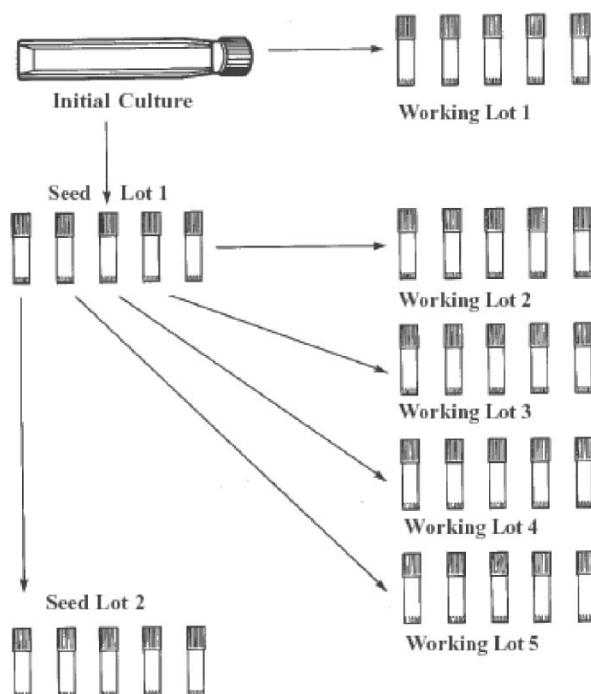 Initial Culture
Working Lot 1
Seed Lot 1
Working Lot 2
Working Lot 3
Working Lot 4
Seed Lot 2
Working Lot 5